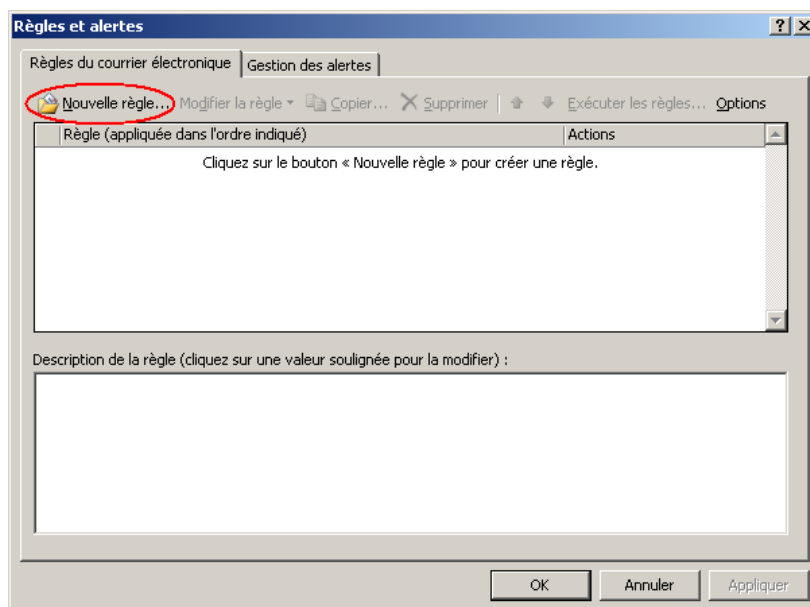 Règles et alertes
Règles du courrier électronique
Gestion des alertes
Nouvelle règle... Modifier la règle Copier... Supprimer Exécuter les règles... Options
Règle (appliquée dans l'ordre indiqué) Actions
Cliquez sur le bouton « Nouvelle règle » pour créer une règle.
Description de la règle (cliquez sur une valeur soulignée pour la modifier) :
OK Annuler Appliquer